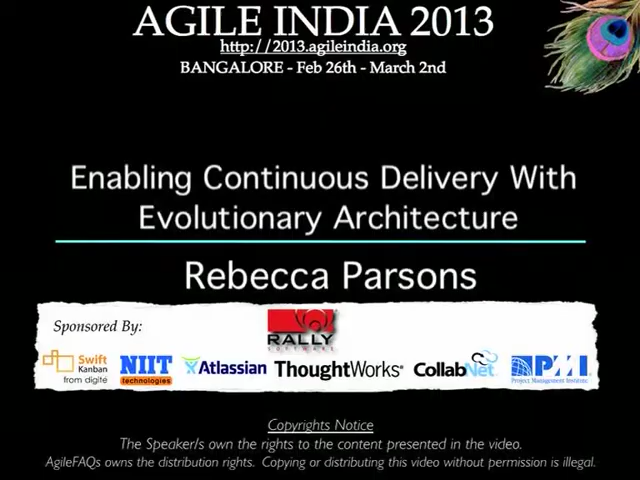 AGILE INDIA 2013
http://2013.agileindia.org
BANGALORE - Feb 26th - March 2nd
Enabling Continuous Delivery With
Evolutionary Architecture
Rebecca Parsons
Sponsored By:
RALLY
SOFTWARE
Swift
Kanban
from digité
NIIT
technologies
Atlassian
ThoughtWorks®
CollabNet
PMI
Project Management Institute
Copyrights Notice
The Speaker/s own the rights to the content presented in the video.
AgileFAQs owns the distribution rights. Copying or distributing this video without permission is illegal.